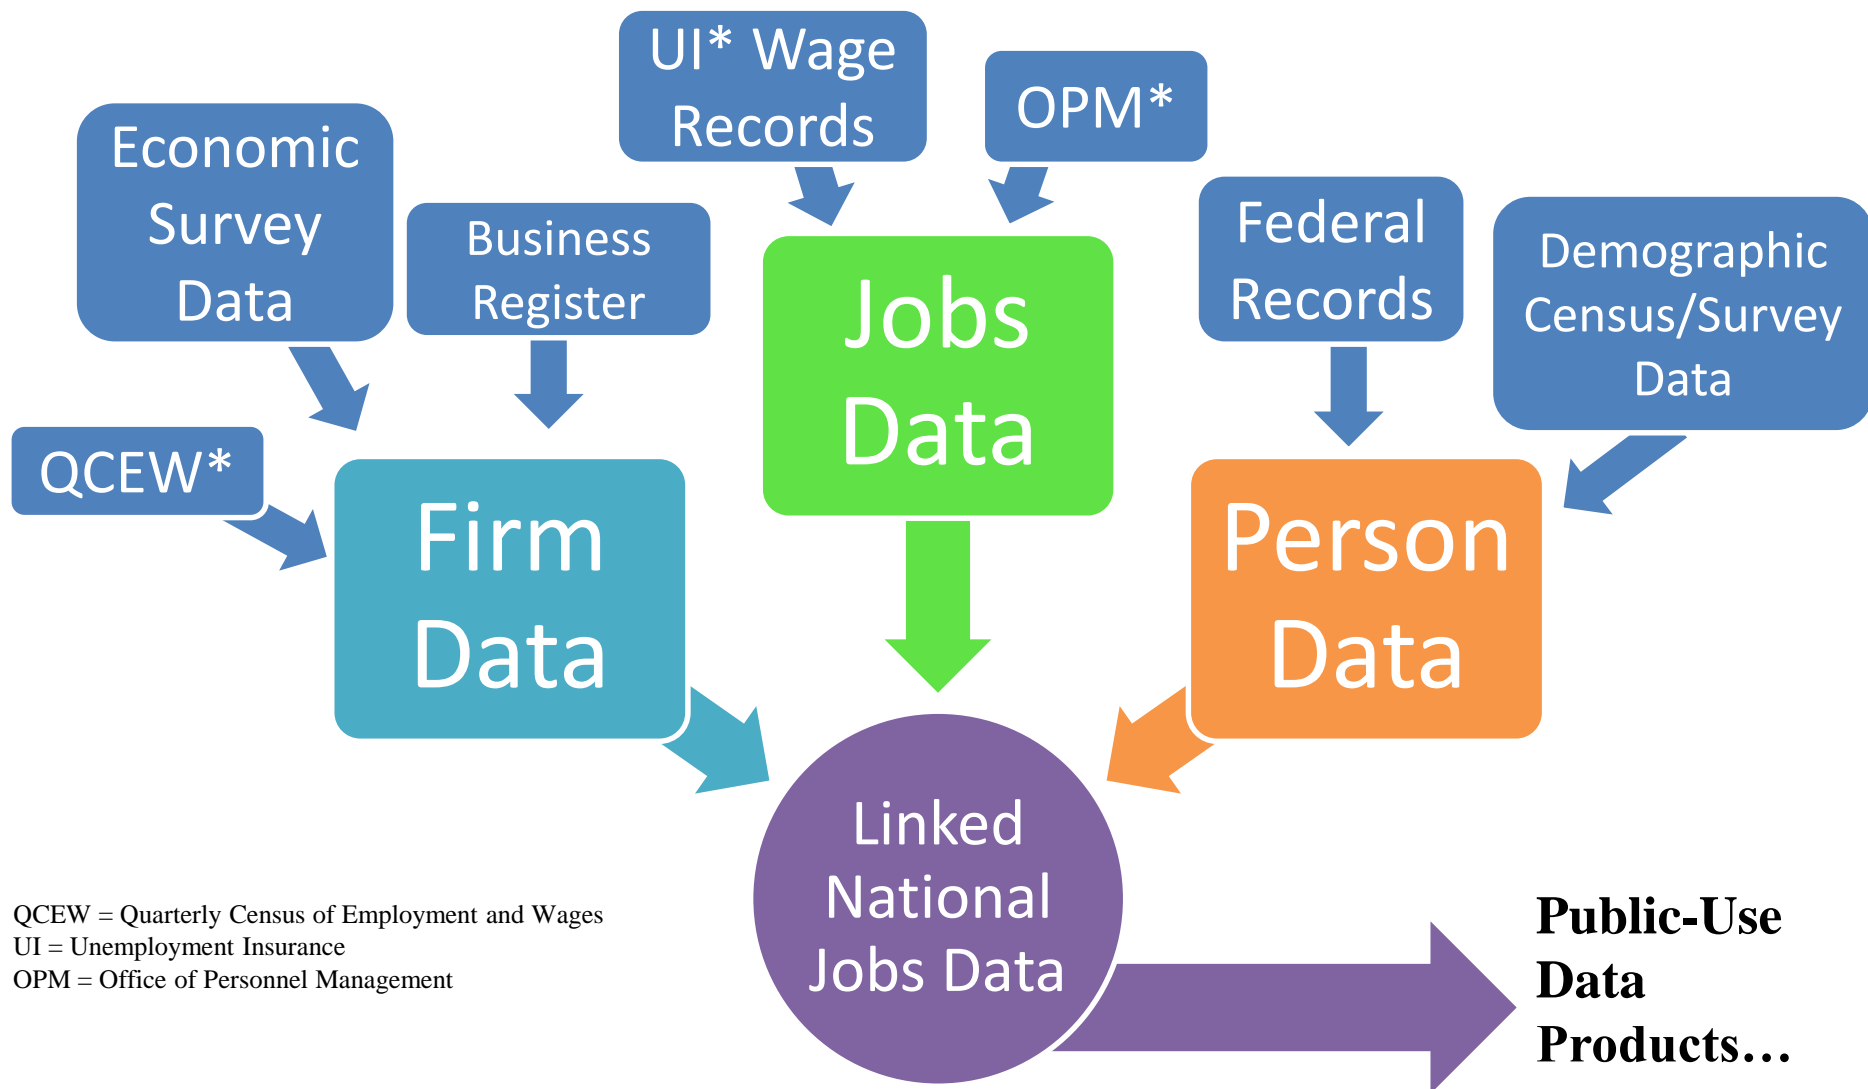 UI* Wage
Records
OPM*
Economic
Survey
Data
Business
Register
Federal
Records
Demographic
Census/Survey
Data
QCEW*
Jobs
Data
Firm
Data
Person
Data
Linked
National
Jobs Data
QCEW = Quarterly Census of Employment and Wages
UI = Unemployment Insurance
OPM = Office of Personnel Management
Public-Use
Data
Products…